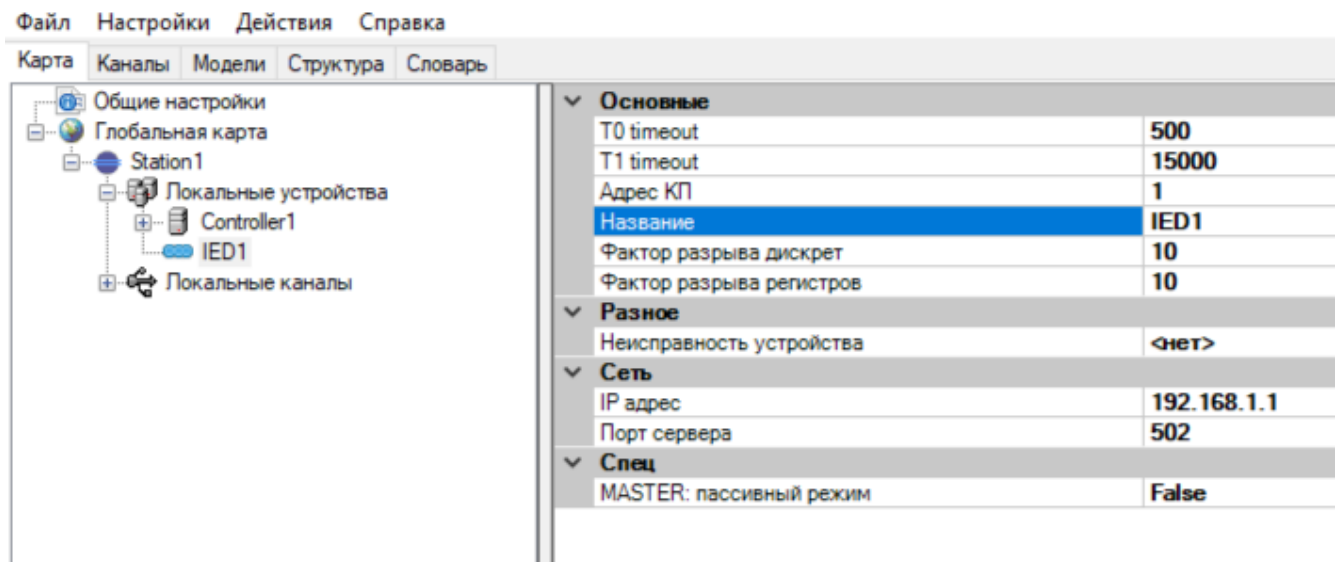 Файл Настройки Действия Справка
Карта Каналы Модели Структура Словарь
Общие настройки
Глобальная карта
Station1
Локальные устройства
Controller1
IED1
Локальные каналы
Основные
T0 timeout 500
T1 timeout 15000
Адрес КП 1
Название IED1
Фактор разрыва дискрет 10
Фактор разрыва регистров 10
Разное
Неисправность устройства <нет>
Сеть
IP адрес 192.168.1.1
Порт сервера 502
Спец
MASTER: пассивный режим False